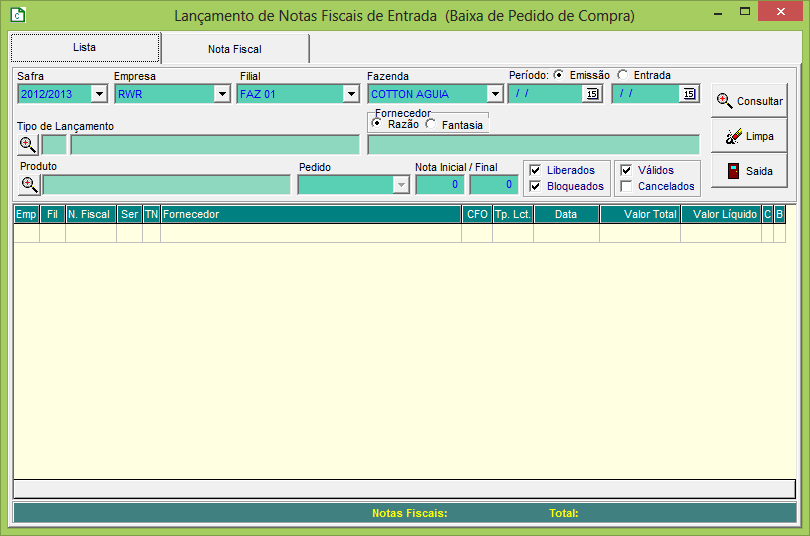 Lançamento de Notas Fiscais de Entrada (Baixa de Pedido de Compra)
Lista
Nota Fiscal
Safra Empresa Filial Fazenda Período: Emissão Entrada
2012/2013 RWR FAZ 01 COTTON AGUIA / / 15 / / 15
Consultar
Tipo de Lançamento
Fornecedor
Razão Fantasia
Limpa
Produto Pedido Nota Inicial / Final
0 0
Liberados
Bloqueados
Válidos
Cancelados
Saida
Emp Fil N. Fiscal Ser TN Fornecedor CFO Tp. Lct. Data Valor Total Valor Líquido C B
Notas Fiscais: Total: